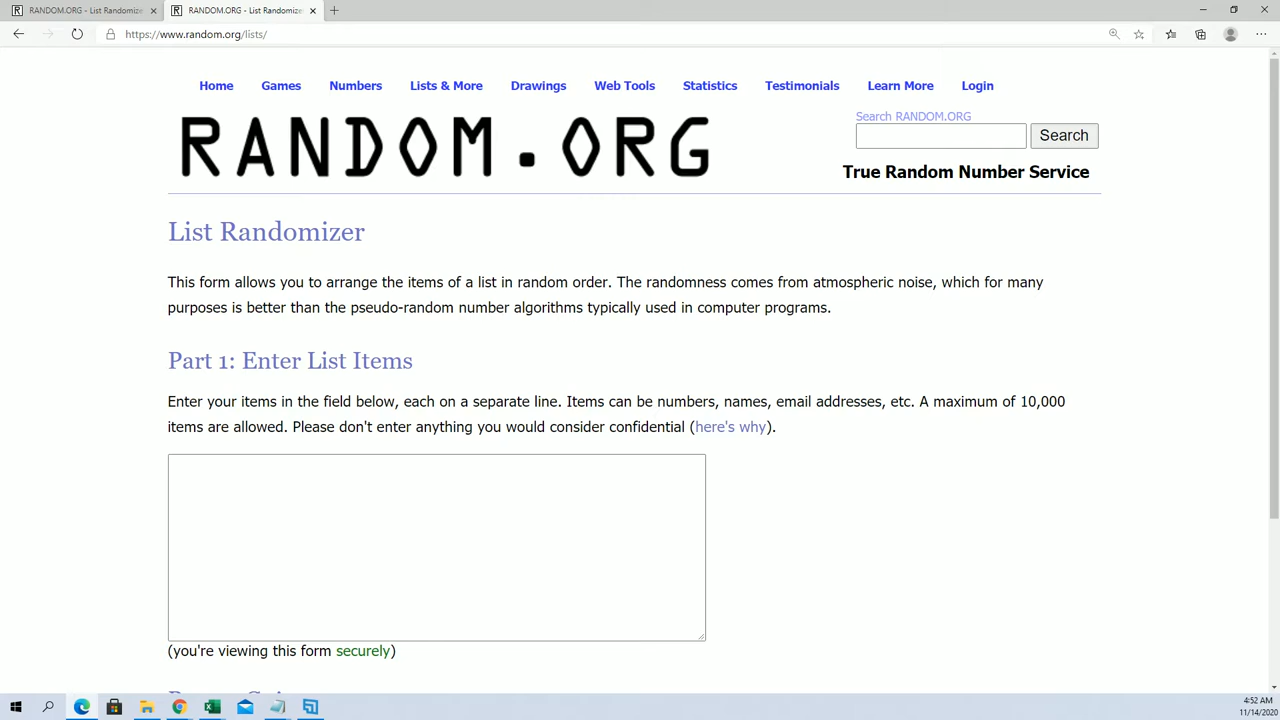 RANDOM.ORG - List Randomize
RANDOM.ORG - List Randomize
https://www.random.org/lists/
Home Games Numbers Lists & More Drawings Web Tools Statistics Testimonials Learn More Login
RANDOM.ORG
Search RANDOM.ORG
Search
True Random Number Service
List Randomizer
This form allows you to arrange the items of a list in random order. The randomness comes from atmospheric noise, which for many
purposes is better than the pseudo-random number algorithms typically used in computer programs.
Part 1: Enter List Items
Enter your items in the field below, each on a separate line. Items can be numbers, names, email addresses, etc. A maximum of 10,000
items are allowed. Please don't enter anything you would consider confidential (here's why).
(you're viewing this form securely)
4:52 AM
11/14/2020